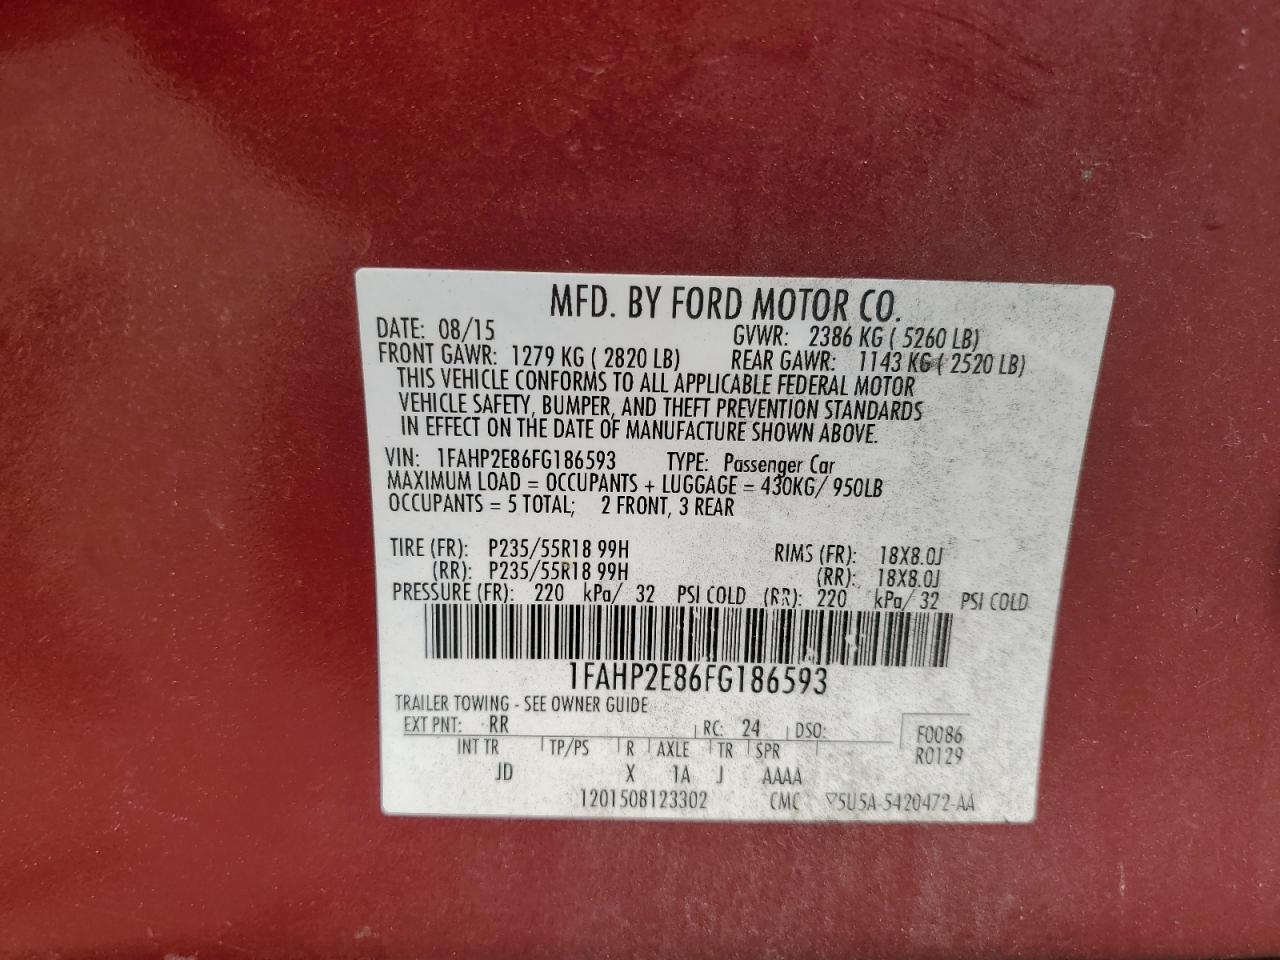 MFD. BY FORD MOTOR CO.
DATE: 08/15 GVWR: 2386 KG ( 5260 LB)
FRONT GAWR: 1279 KG ( 2820 LB) REAR GAWR: 1143 KG ( 2520 LB)
THIS VEHICLE CONFORMS TO ALL APPLICABLE FEDERAL MOTOR
VEHICLE SAFETY, BUMPER, AND THEFT PREVENTION STANDARDS
IN EFFECT ON THE DATE OF MANUFACTURE SHOWN ABOVE.
VIN: 1FAHP2E86FG186593 TYPE: Passenger Car
MAXIMUM LOAD = OCCUPANTS + LUGGAGE = 430KG/ 950LB
OCCUPANTS = 5 TOTAL; 2 FRONT, 3 REAR
TIRE (FR): P235/55R18 99H RIMS (FR): 18X8.0J
(RR): P235/55R18 99H (RR): 18X8.0J
PRESSURE (FR): 220 kPa/ 32 PSI COLD (RR): 220 kPa/ 32 PSI COLD
1FAHP2E86FG186593
TRAILER TOWING - SEE OWNER GUIDE
EXT PNT: RR RC: 24 DSO: F0086
R0129
INT TR TP/PS R AXLE TR SPR
JD X 1A J AAAA
1201508123302 CMC ▽5U5A-5420472-AA